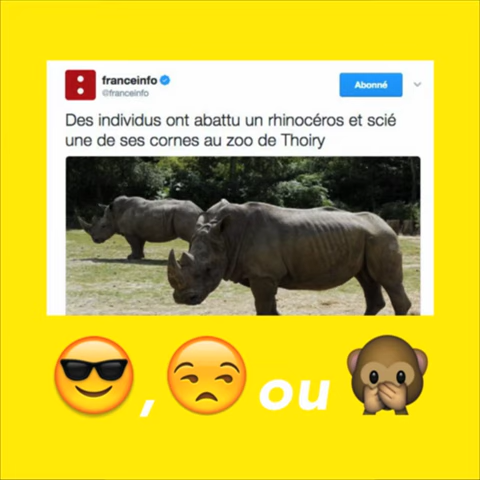 franceinfo
@franceinfo
Abonné
Des individus ont abattu un rhinocéros et scié
une de ses cornes au zoo de Thoiry
, ou